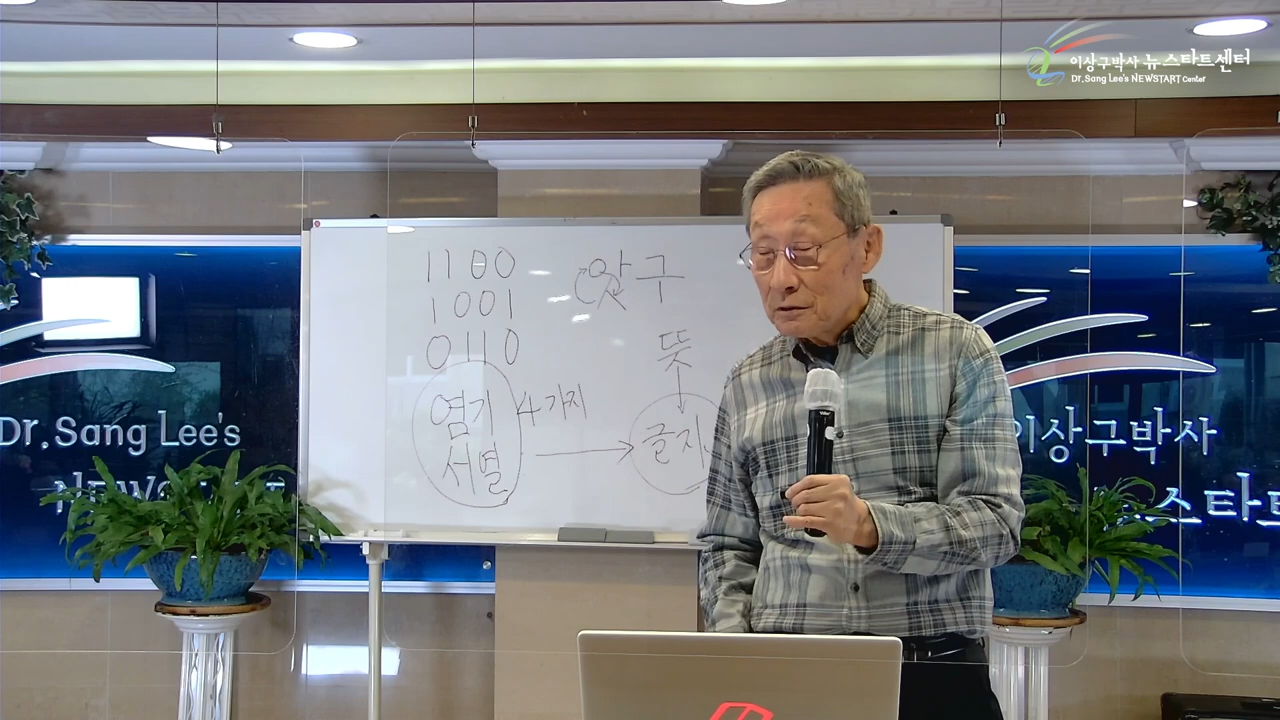 이상구박사 뉴스타트센터
Dr.Sang Lee's NEWSTART Center
1100
1001
0110
염기 4가지
서열
앗구
뜻
글자
Dr.Sang Lee's
이상구박사
스타트